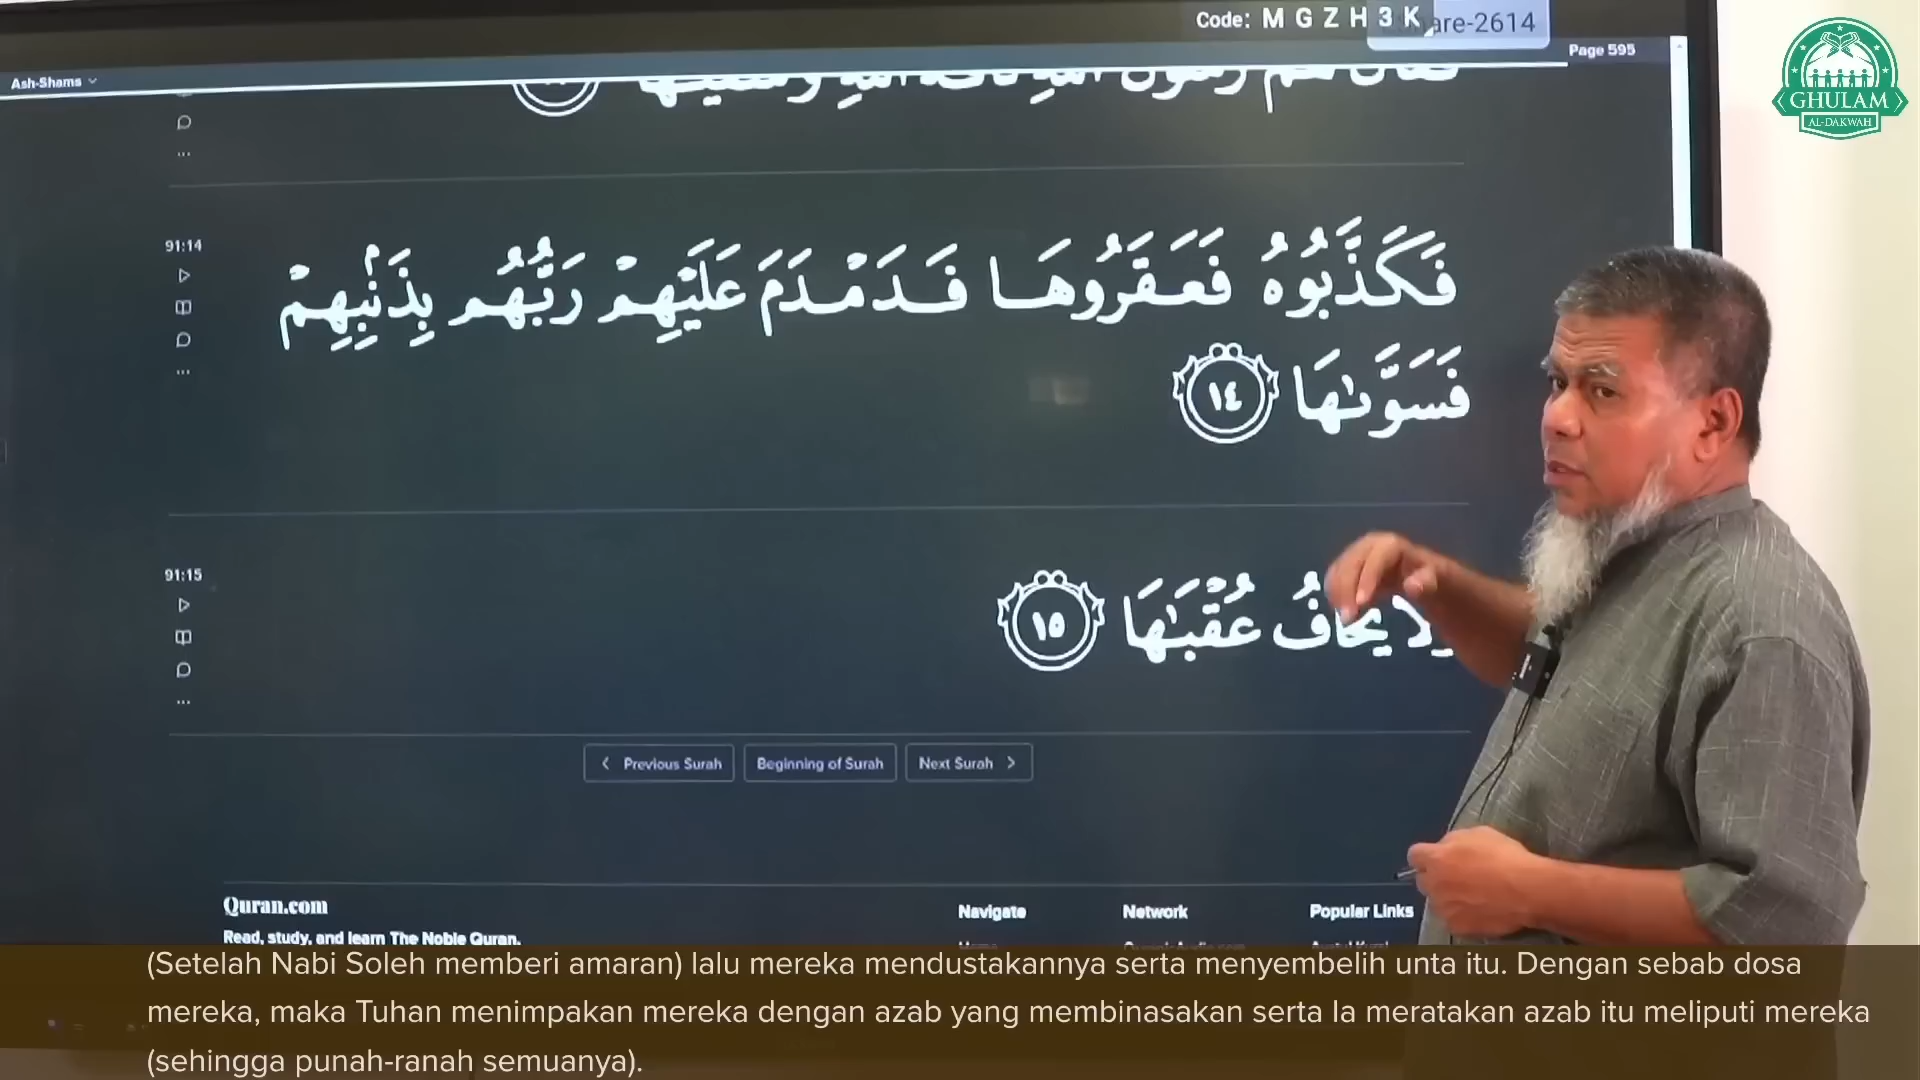 Code: MGZH3K
are-2614
Page 595
Ash-Shams
GHULAM
AL-DAKWAH
91:14
فَكَذَّبُوهُ فَعَقَرُوهَا فَدَمْدَمَ عَلَيْهِمْ رَبُّهُم بِذَنۢبِهِمْ
فَسَوَّىٰهَا ١٤
91:15
يَخَافُ عُقْبَـٰهَا ١٥
Previous Surah
Beginning of Surah
Next Surah
Quran.com
Navigate
Network
Popular Links
Read, study, and learn The Noble Quran.
(Setelah Nabi Soleh memberi amaran) lalu mereka mendustakannya serta menyembelih unta itu. Dengan sebab dosa
mereka, maka Tuhan menimpakan mereka dengan azab yang membinasakan serta Ia meratakan azab itu meliputi mereka
(sehingga punah-ranah semuanya).